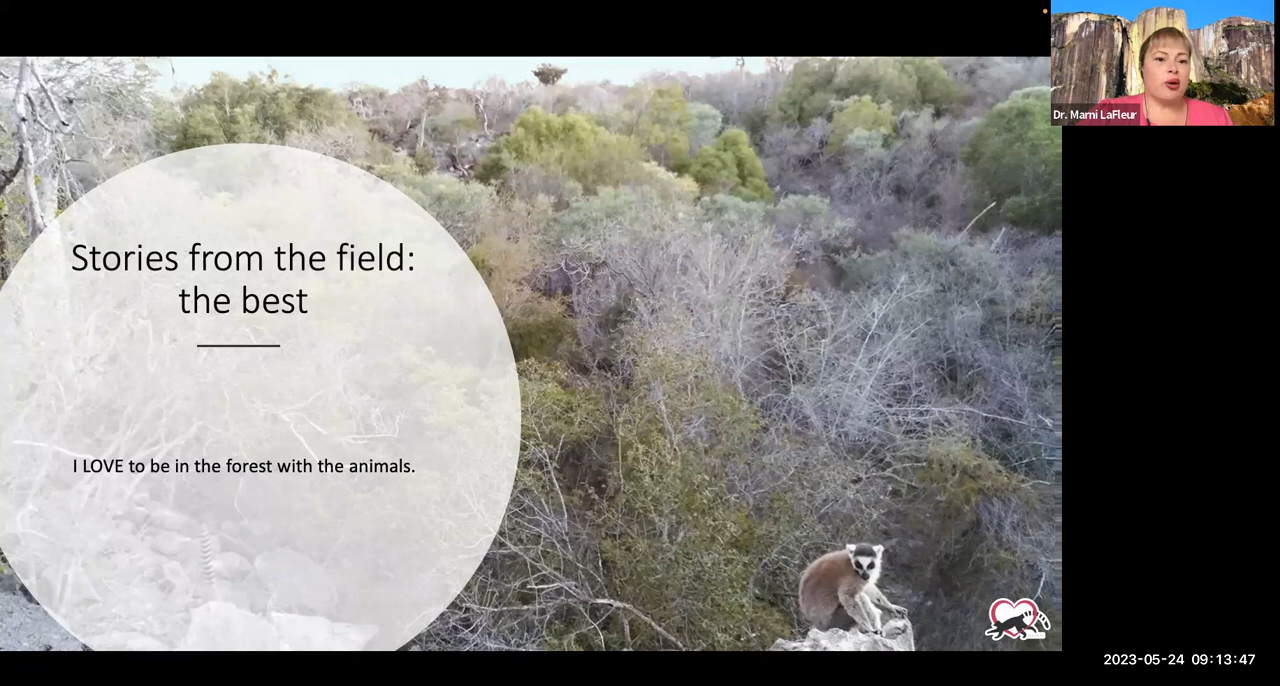 Dr. Marni LaFleur
Stories from the field:
the best
I LOVE to be in the forest with the animals.
2023-05-24 09:13:47